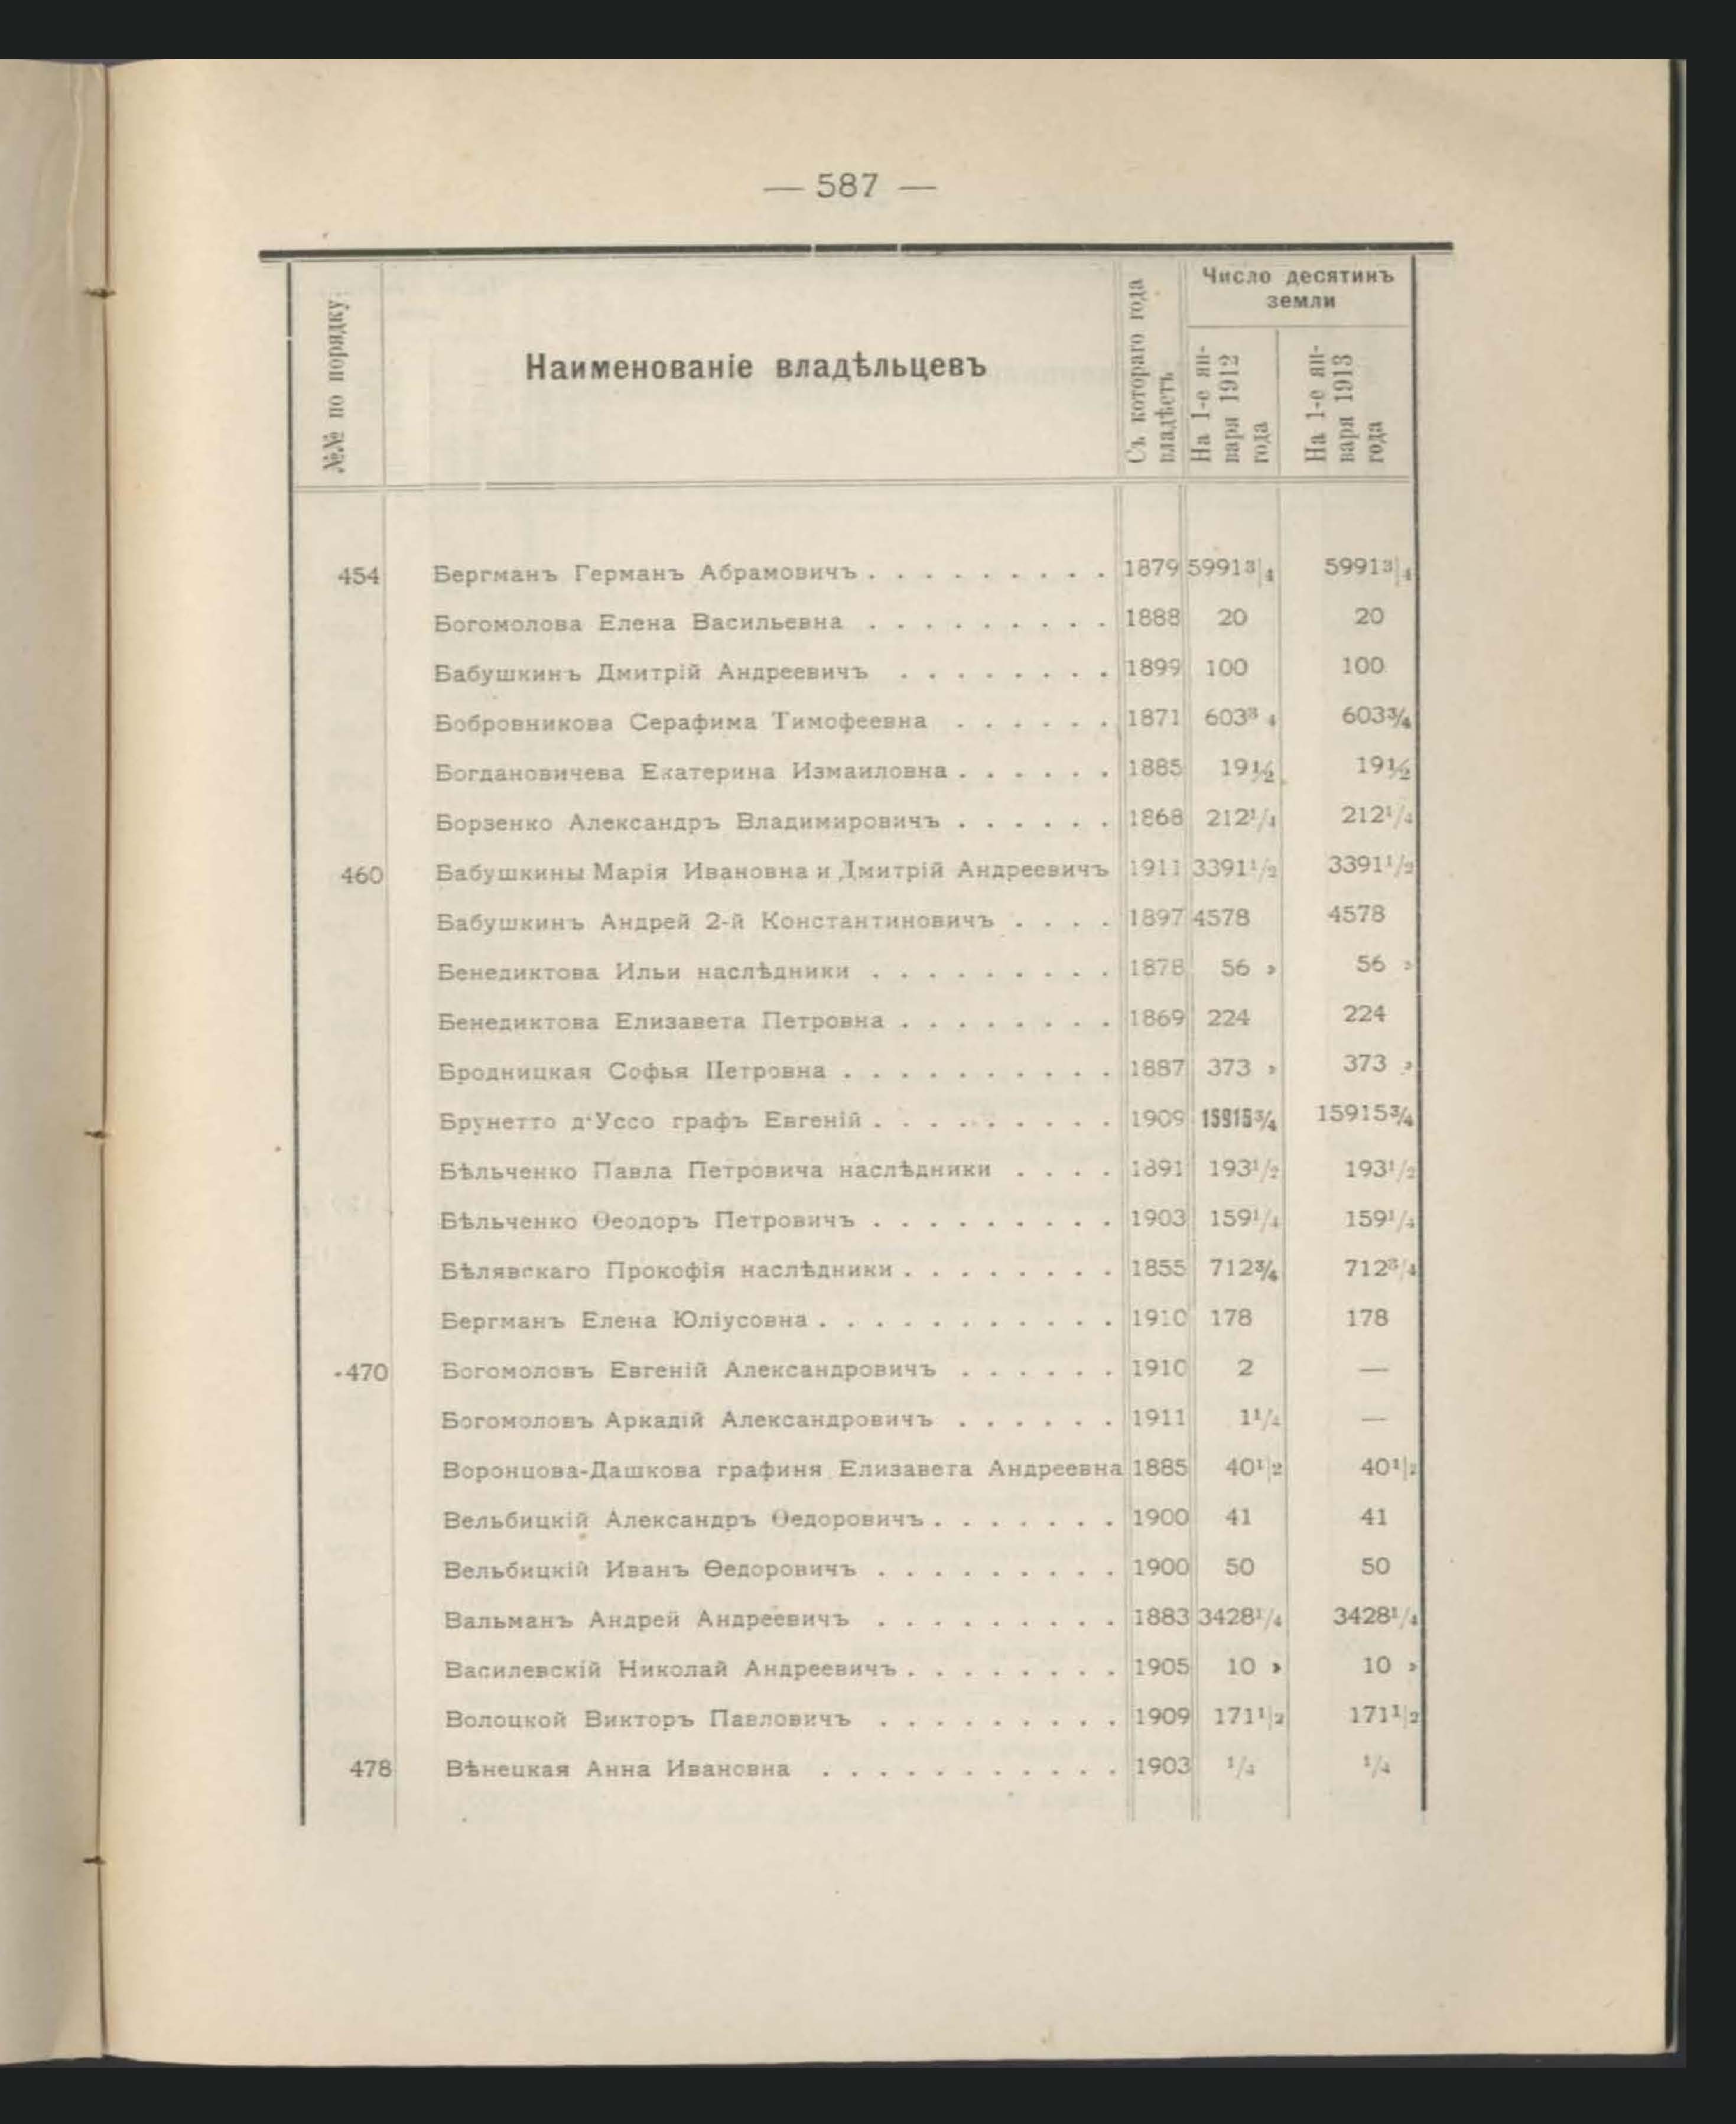 — 587 —
№№ по порядку.
Наименованіе владѣльцевъ
Съ котораго года владѣетъ
Число десятинъ
земли
На 1-е ян-
варя 1912
года
На 1-е ян-
варя 1913
года
454 Бергманъ Германъ Абрамовичъ . . . . . . . . . 1879 5991³|₄ 5991³|₄
Богомолова Елена Васильевна . . . . . . . . . 1888 20 20
Бабушкинъ Дмитрій Андреевичъ . . . . . . . . 1899 100 100
Бобровникова Серафима Тимофеевна . . . . . . 1871 603³ ₄ 603¾
Богдановичева Екатерина Измаиловна . . . . . . 1885 19½ 19½
Борзенко Александръ Владимировичъ . . . . . . 1868 212¹/₄ 212¹/₄
460 Бабушкины Марія Ивановна и Дмитрій Андреевичъ 1911 3391¹/₂ 3391¹/₂
Бабушкинъ Андрей 2-й Константиновичъ . . . . 1897 4578 4578
Бенедиктова Ильи наслѣдники . . . . . . . . . 1878 56 » 56 »
Бенедиктова Елизавета Петровна . . . . . . . . 1869 224 224
Бродницкая Софья Петровна . . . . . . . . . . 1887 373 » 373 »
Брунетто д'Уссо графъ Евгеній . . . . . . . . . 1909 15915¾ 15915¾
Бѣльченко Павла Петровича наслѣдники . . . . 1891 193¹/₂ 193¹/₂
Бѣльченко Ѳеодоръ Петровичъ . . . . . . . . . 1903 159¹/₄ 159¹/₄
Бѣлявскаго Прокофія наслѣдники . . . . . . . . 1855 712¾ 712³/₄
Бергманъ Елена Юліусовна . . . . . . . . . . . 1910 178 178
470 Богомоловъ Евгеній Александровичъ . . . . . . 1910 2 —
Богомоловъ Аркадій Александровичъ . . . . . . 1911 1¹/₄ —
Воронцова-Дашкова графиня Елизавета Андреевна 1885 40¹|₂ 40¹|₂
Вельбицкій Александръ Ѳедоровичъ . . . . . . . 1900 41 41
Вельбицкій Иванъ Ѳедоровичъ . . . . . . . . . 1900 50 50
Вальманъ Андрей Андреевичъ . . . . . . . . . 1883 3428¹/₄ 3428¹/₄
Василевскій Николай Андреевичъ . . . . . . . . 1905 10 » 10 »
Волоцкой Викторъ Павловичъ . . . . . . . . . 1909 171¹|₂ 171¹|₂
478 Вѣнецкая Анна Ивановна . . . . . . . . . . . 1903 ¹/₄ ¹/₄